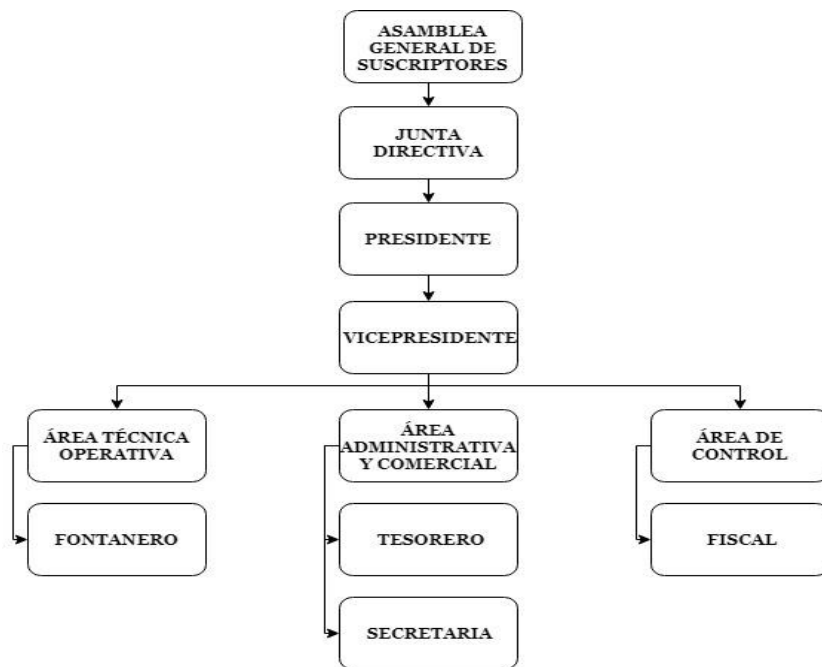 ASAMBLEA
GENERAL DE
SUSCRIPTORES
JUNTA
DIRECTIVA
PRESIDENTE
VICEPRESIDENTE
ÁREA TÉCNICA
OPERATIVA
ÁREA
ADMINISTRATIVA
Y COMERCIAL
ÁREA DE
CONTROL
FONTANERO
TESORERO
FISCAL
SECRETARIA